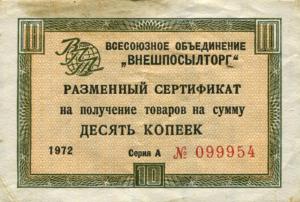 10 10
ВПТ
ВСЕСОЮЗНОЕ ОБЪЕДИНЕНИЕ
„ВНЕШПОСЫЛТОРГ"
РАЗМЕННЫЙ СЕРТИФИКАТ
на получение товаров на сумму
ДЕСЯТЬ КОПЕЕК
1972 Серия А № 099954
10